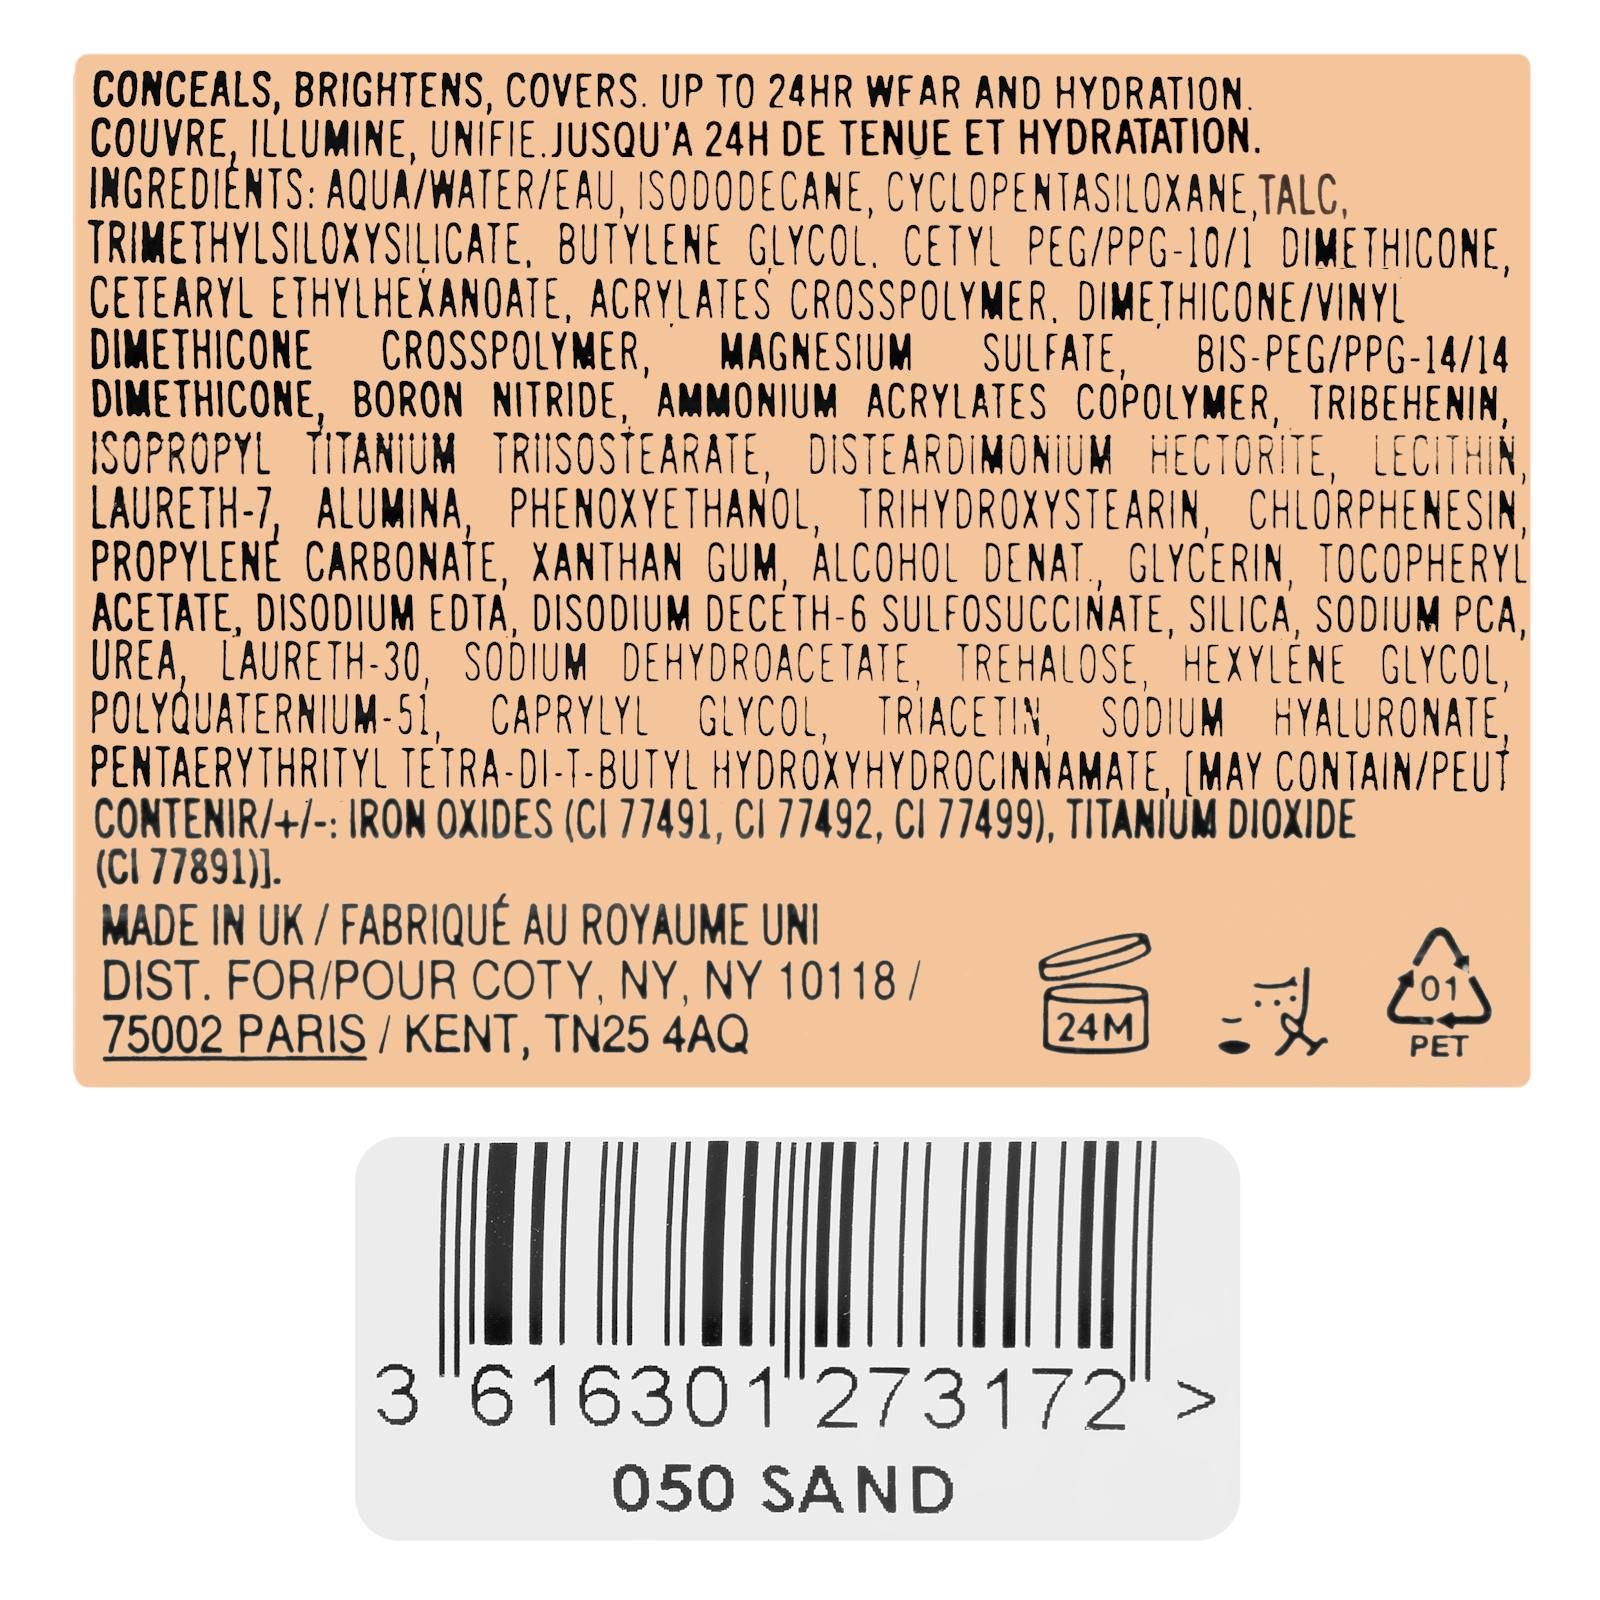 CONCEALS, BRIGHTENS, COVERS. UP TO 24HR WEAR AND HYDRATION.
COUVRE, ILLUMINE, UNIFIE.JUSQU'A 24H DE TENUE ET HYDRATATION.
INGREDIENTS: AQUA/WATER/EAU, ISODODECANE, CYCLOPENTASILOXANE,TALC,
TRIMETHYLSILOXYSILICATE, BUTYLENE GLYCOL, CETYL PEG/PPG-10/1 DIMETHICONE,
CETEARYL ETHYLHEXANOATE, ACRYLATES CROSSPOLYMER, DIMETHICONE/VINYL
DIMETHICONE CROSSPOLYMER, MAGNESIUM SULFATE, BIS-PEG/PPG-14/14
DIMETHICONE, BORON NITRIDE, AMMONIUM ACRYLATES COPOLYMER, TRIBEHENIN,
ISOPROPYL TITANIUM TRIISOSTEARATE, DISTEARDIMONIUM HECTORITE, LECITHIN,
LAURETH-7, ALUMINA, PHENOXYETHANOL, TRIHYDROXYSTEARIN, CHLORPHENESIN,
PROPYLENE CARBONATE, XANTHAN GUM, ALCOHOL DENAT., GLYCERIN, TOCOPHERYL
ACETATE, DISODIUM EDTA, DISODIUM DECETH-6 SULFOSUCCINATE, SILICA, SODIUM PCA,
UREA, LAURETH-30, SODIUM DEHYDROACETATE, TREHALOSE, HEXYLENE GLYCOL,
POLYQUATERNIUM-51, CAPRYLYL GLYCOL, TRIACETIN, SODIUM HYALURONATE,
PENTAERYTHRITYL TETRA-DI-T-BUTYL HYDROXYHYDROCINNAMATE, [MAY CONTAIN/PEUT
CONTENIR/+/-: IRON OXIDES (CI 77491, CI 77492, CI 77499), TITANIUM DIOXIDE
(CI 77891)].
MADE IN UK / FABRIQUÉ AU ROYAUME UNI
DIST. FOR/POUR COTY, NY, NY 10118 /
75002 PARIS / KENT, TN25 4AQ
24M
01
PET
3 616301 273172 >
050 SAND